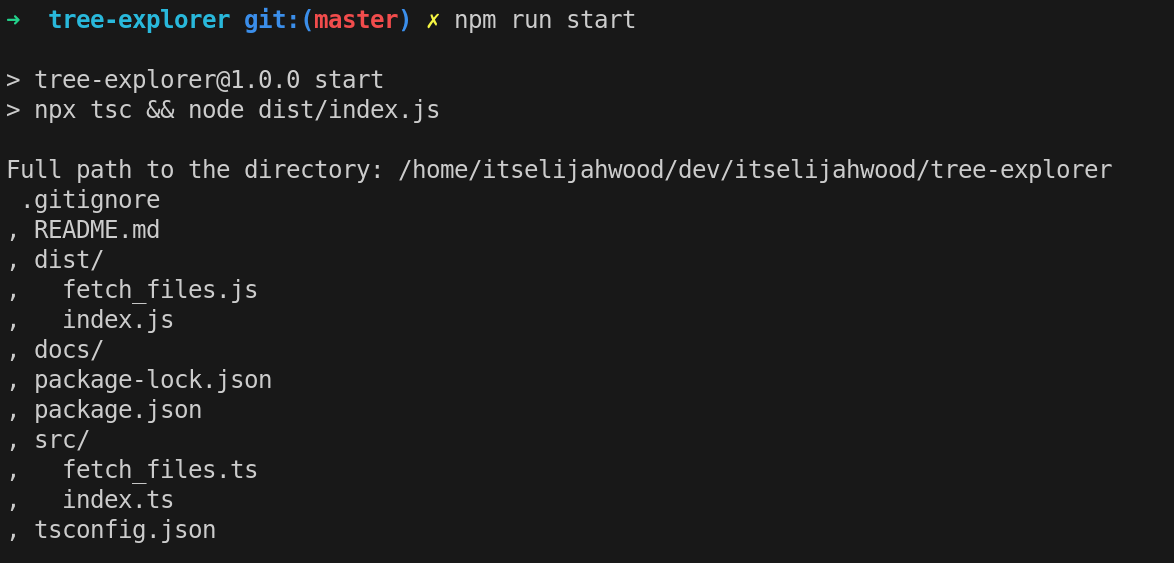 ➜  tree-explorer git:(master) ✗ npm run start
> tree-explorer@1.0.0 start
> npx tsc && node dist/index.js
Full path to the directory: /home/itselijahwood/dev/itselijahwood/tree-explorer
 .gitignore
, README.md
, dist/
,   fetch_files.js
,   index.js
, docs/
, package-lock.json
, package.json
, src/
,   fetch_files.ts
,   index.ts
, tsconfig.json